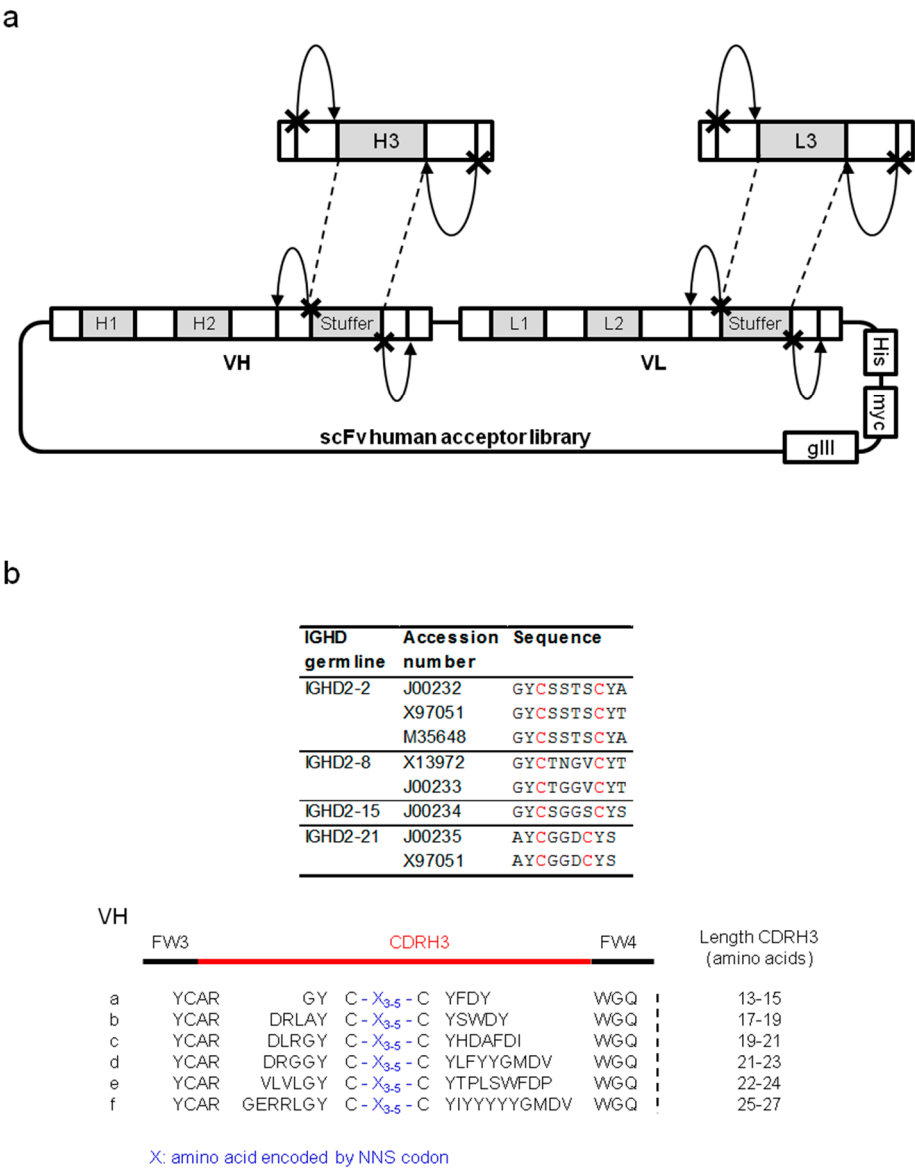 a
H3
L3
H1 H2 Stuffer L1 L2 Stuffer
VH VL
His
myc
scFv human acceptor library
gIII
b
IGHD germ line Accession number Sequence
IGHD2-2 J00232 GYCSSTSCYA
X97051 GYCSSTSCYT
M35648 GYCSSTSCYA
IGHD2-8 X13972 GYCTNGVCYT
J00233 GYCTGGVCYT
IGHD2-15 J00234 GYCSGGSCYS
IGHD2-21 J00235 AYCGGDCYS
X97051 AYCGGDCYS
VH
FW3 CDRH3 FW4 Length CDRH3
(amino acids)
a YCAR GY C - X3-5 - C YFDY WGQ 13-15
b YCAR DRLAY C - X3-5 - C YSWDY WGQ 17-19
c YCAR DLRGY C - X3-5 - C YHDAFDI WGQ 19-21
d YCAR DRGGY C - X3-5 - C YLFYYGMDV WGQ 21-23
e YCAR VLVLGY C - X3-5 - C YTPLSWFDP WGQ 22-24
f YCAR GERRLGY C - X3-5 - C YIYYYYYGMDV WGQ 25-27
X: amino acid encoded by NNS codon